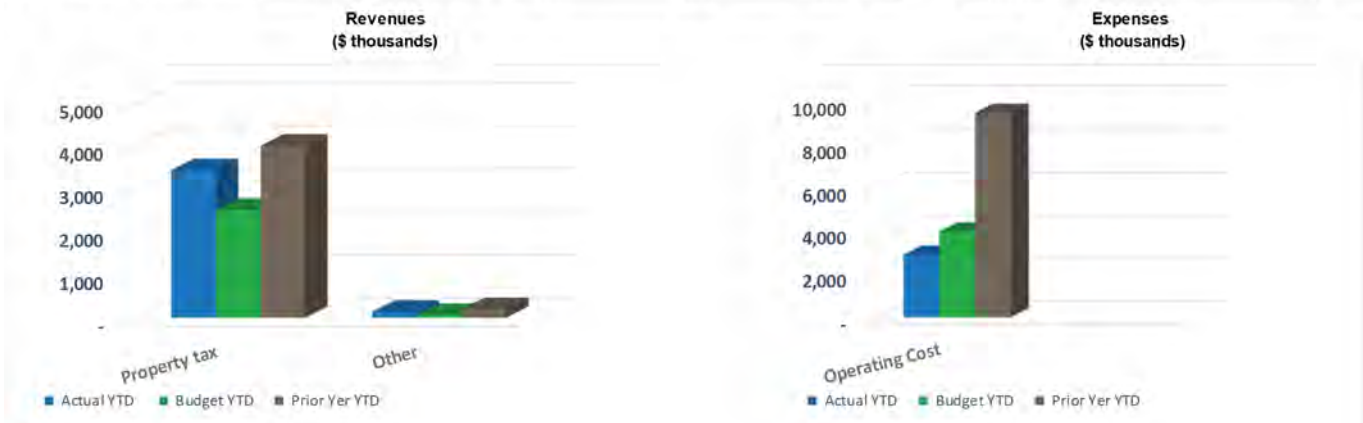 Revenues
($ thousands)
5,000
4,000
3,000
2,000
1,000
-
Property tax
Other
Actual YTD
Budget YTD
Prior Yer YTD
Expenses
($ thousands)
10,000
8,000
6,000
4,000
2,000
-
Operating Cost
Actual YTD
Budget YTD
Prior Yer YTD